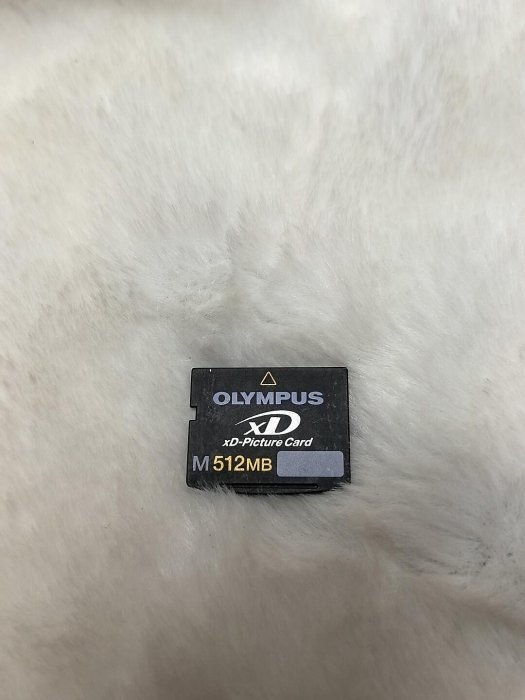 OLYMPUS
xD
xD-Picture Card
M 512MB